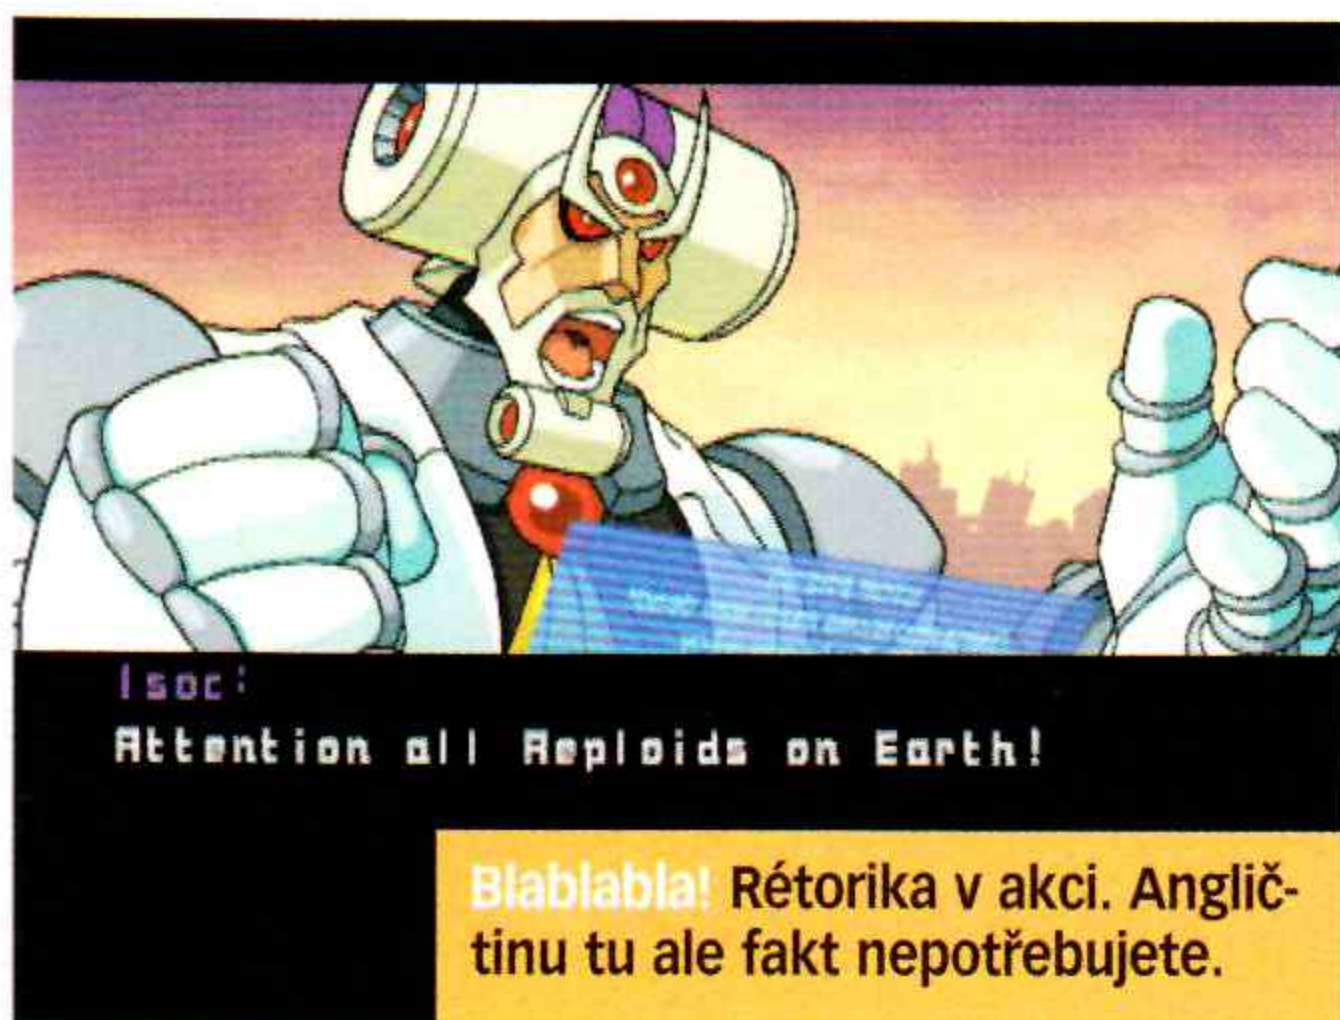 Isoc:
Attention all Reploids on Earth!
Blablabla! Rétorika v akci. Anglič-
tinu tu ale fakt nepotřebujete.